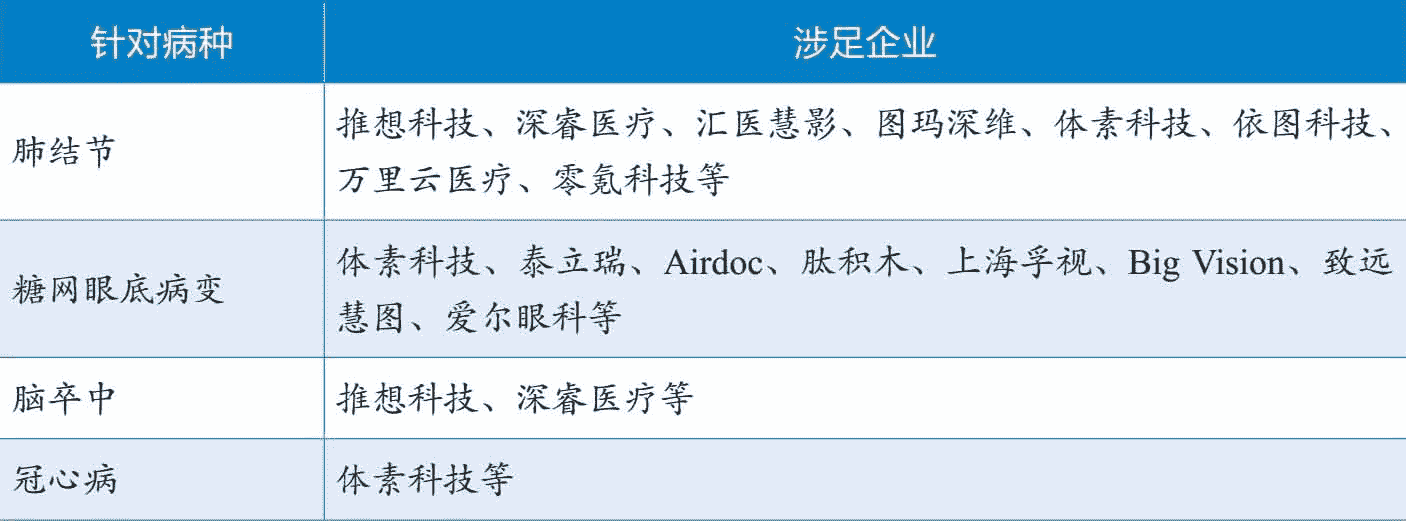 针对病种 涉足企业
肺结节
推想科技、深睿医疗、汇医慧影、图玛深维、体素科技、依图科技、
万里云医疗、零氪科技等
糖网眼底病变
体素科技、泰立瑞、Airdoc、肽积木、上海孚视、Big Vision、致远
慧图、爱尔眼科等
脑卒中 推想科技、深睿医疗等
冠心病 体素科技等